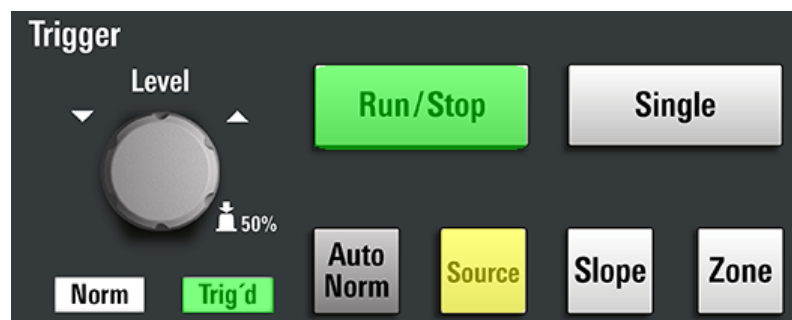 Trigger
Level
Run/Stop
Single
50%
Auto
Norm
Source
Slope
Zone
Norm
Trig´d